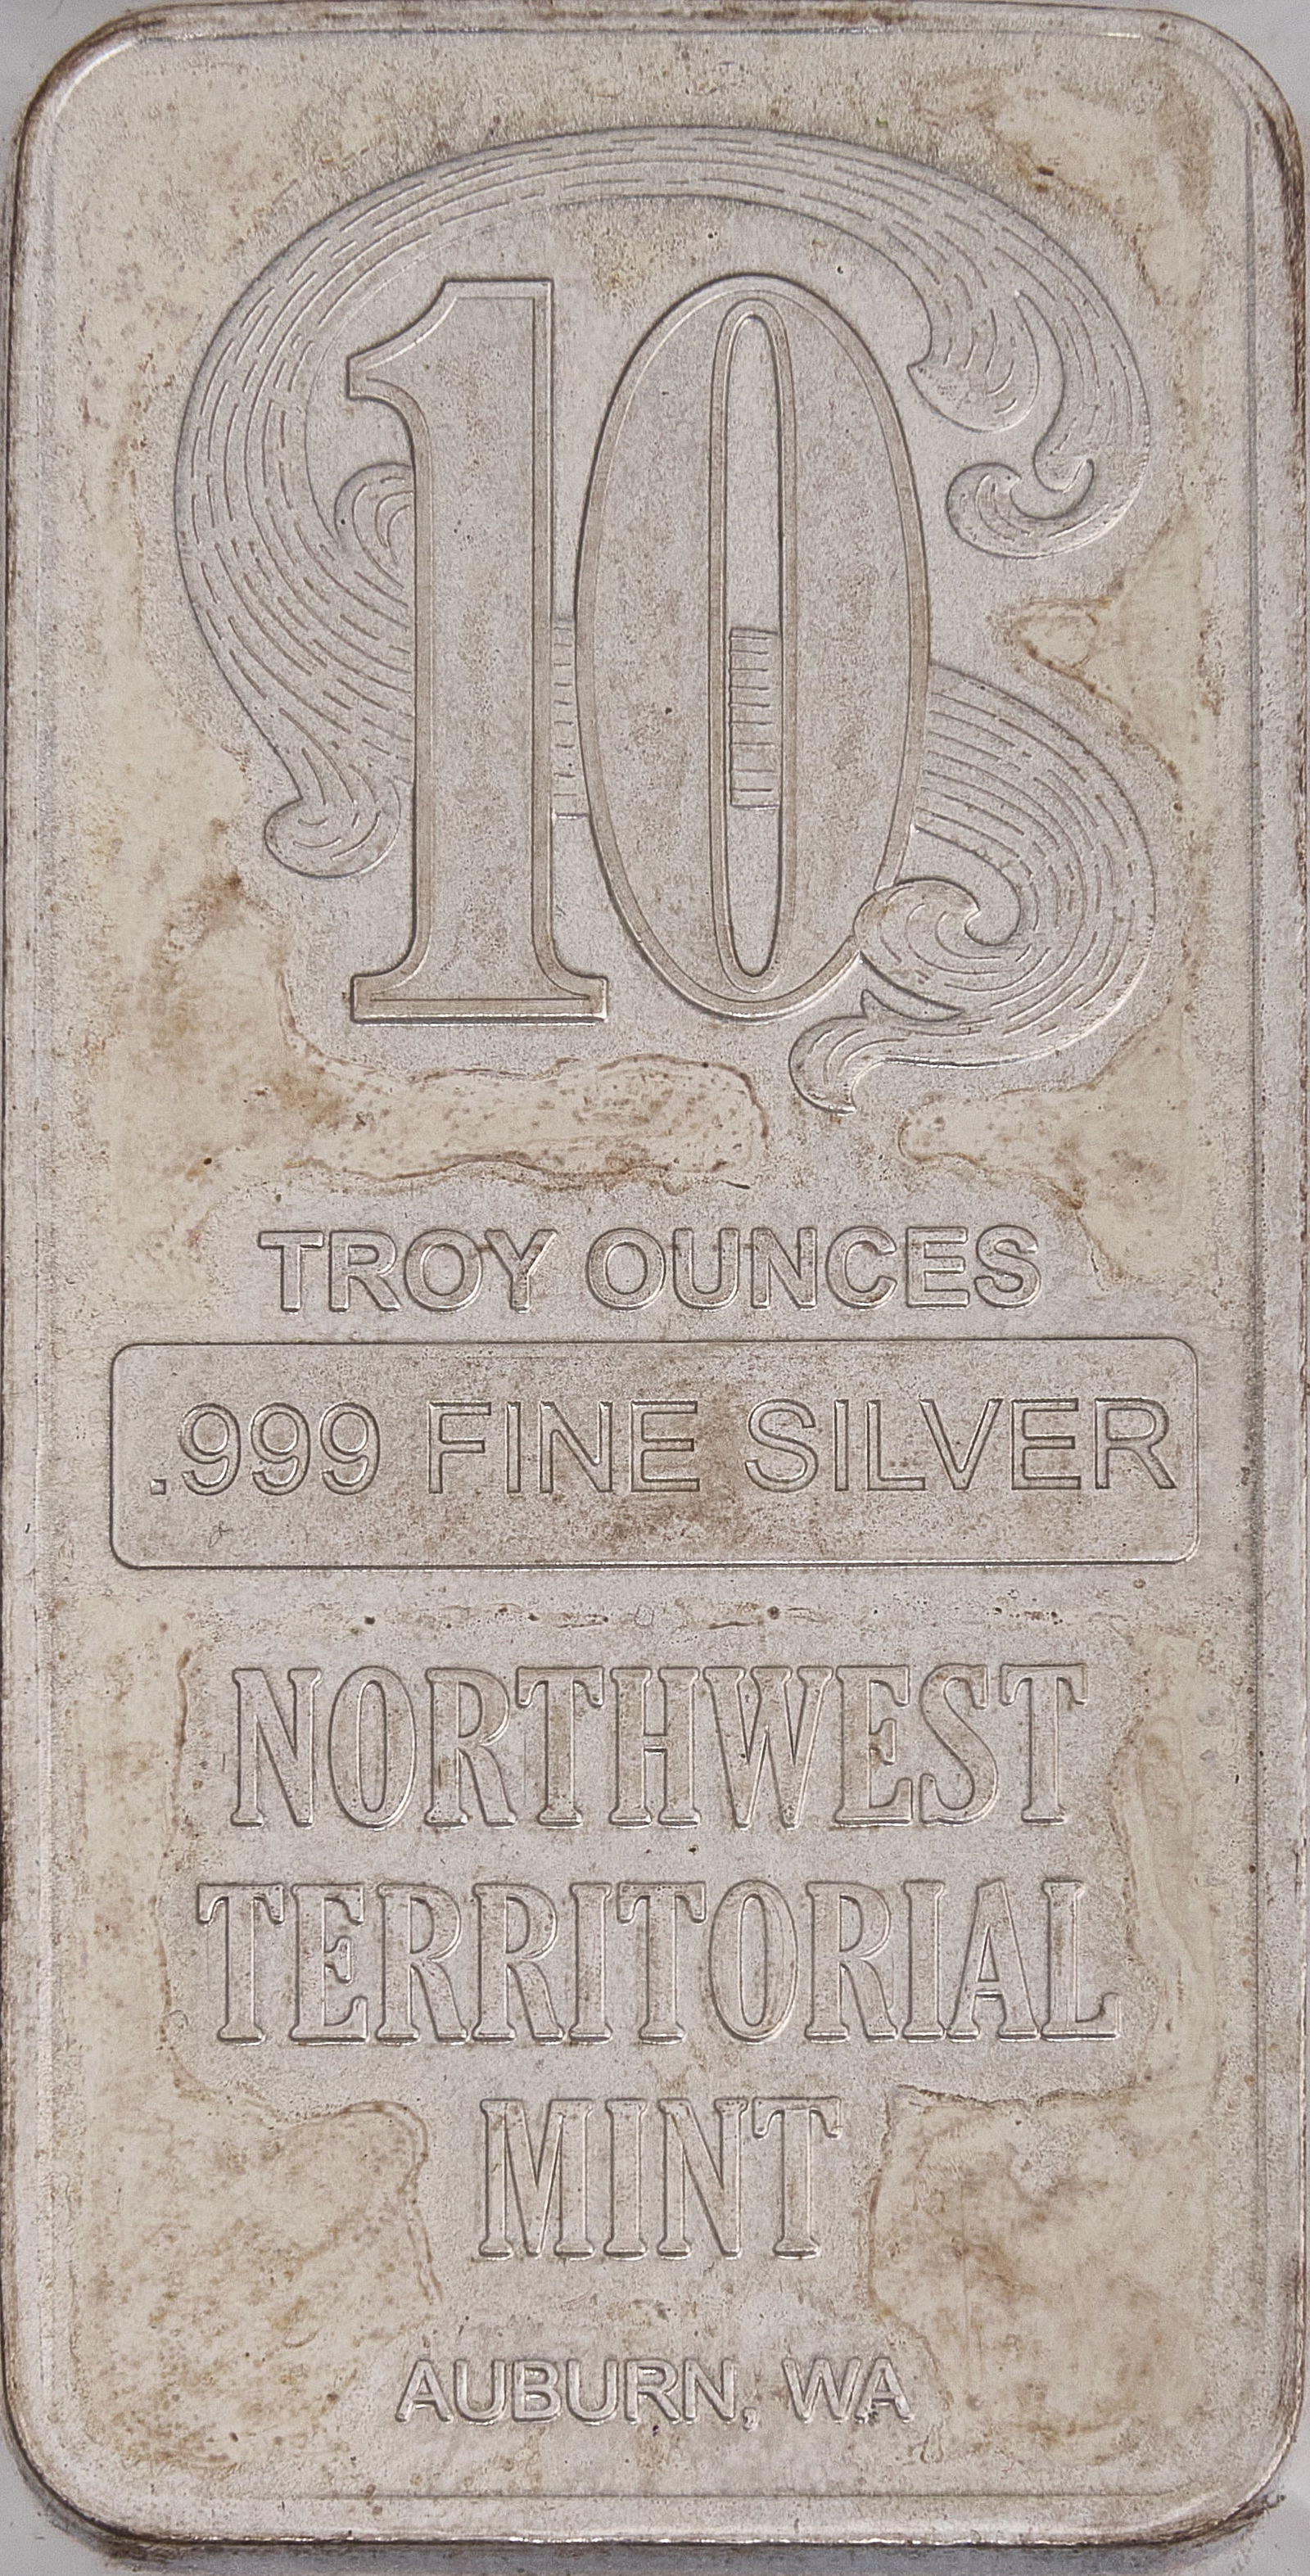 10
TROY OUNCES
.999 FINE SILVER
NORTHWEST
TERRITORIAL
MINT
AUBURN, WA